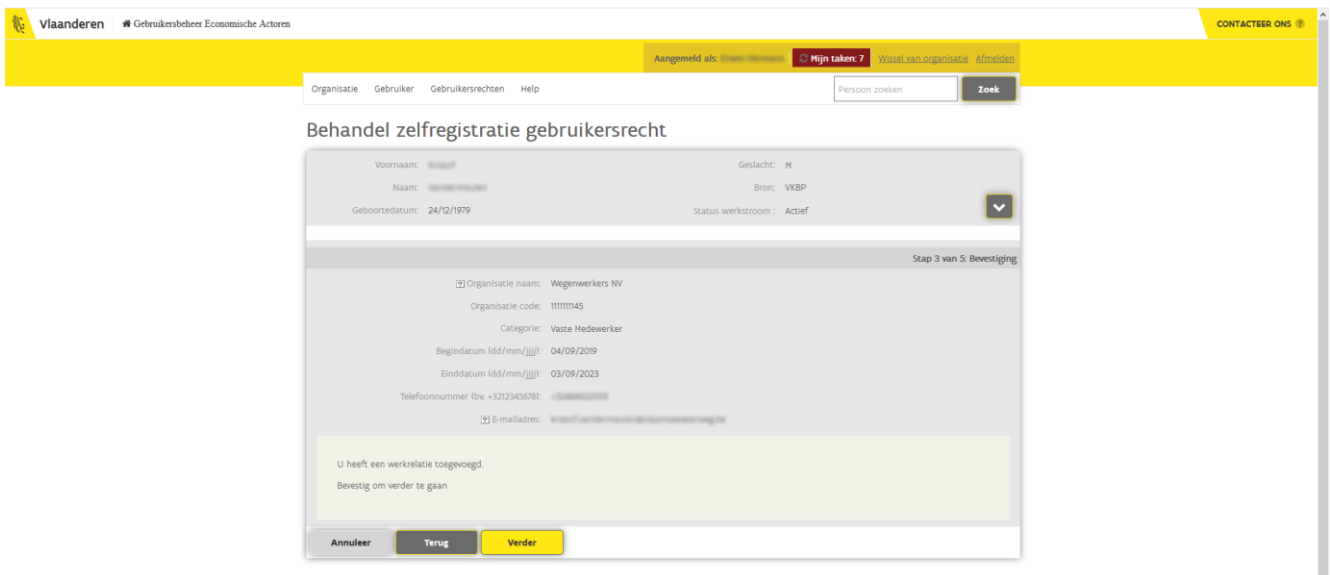 Vlaanderen Gebruikersbeheer Economische Actoren CONTACTEER ONS ?
Aangemeld als: Mijn taken: 7 Wissel van organisatie Afmelden
Organisatie Gebruiker Gebruikersrechten Help Persoon zoeken Zoek
Behandel zelfregistratie gebruikersrecht
Voornaam: Geslacht: M
Naam: Bron: VKBP
Geboortedatum: 24/12/1979 Status werkstroom : Actief
Stap 3 van 5: Bevestiging
? Organisatie naam: Wegenwerkers NV
Organisatie code: 1111111145
Categorie: Vaste Medewerker
Begindatum (dd/mm/jjjj): 04/09/2019
Einddatum (dd/mm/jjjj): 03/09/2023
Telefoonnummer (bv. +3212345678):
? E-mailadres:
U heeft een werkrelatie toegevoegd.
Bevestig om verder te gaan
Annuleer Terug Verder